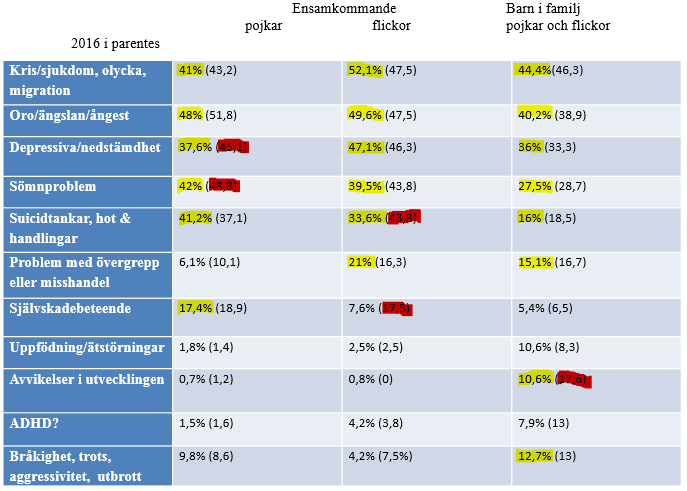 Ensamkommande Barn i familj
pojkar flickor pojkar och flickor
2016 i parentes
Kris/sjukdom, olycka, 41% (43,2) 52,1% (47,5) 44,4%(46,3)
migration
Oro/ängslan/ångest 48% (51,8) 49,6% (47,5) 40,2% (38,9)
Depressiva/nedstämdhet 37,6% (45,1) 47,1% (46,3) 36% (33,3)
Sömnproblem 42% (48,8) 39,5% (43,8) 27,5% (28,7)
Suicidtankar, hot & 41,2% (37,1) 33,6% (43,8) 16% (18,5)
handlingar
Problem med övergrepp 6,1% (10,1) 21% (16,3) 15,1% (16,7)
eller misshandel
Självskadebeteende 17,4% (18,9) 7,6% (17,5) 5,4% (6,5)
Uppfödning/ätstörningar 1,8% (1,4) 2,5% (2,5) 10,6% (8,3)
Avvikelser i utvecklingen 0,7% (1,2) 0,8% (0) 10,6% (17,6)
ADHD? 1,5% (1,6) 4,2% (3,8) 7,9% (13)
Bråkighet, trots, 9,8% (8,6) 4,2% (7,5%) 12,7% (13)
aggressivitet, utbrott